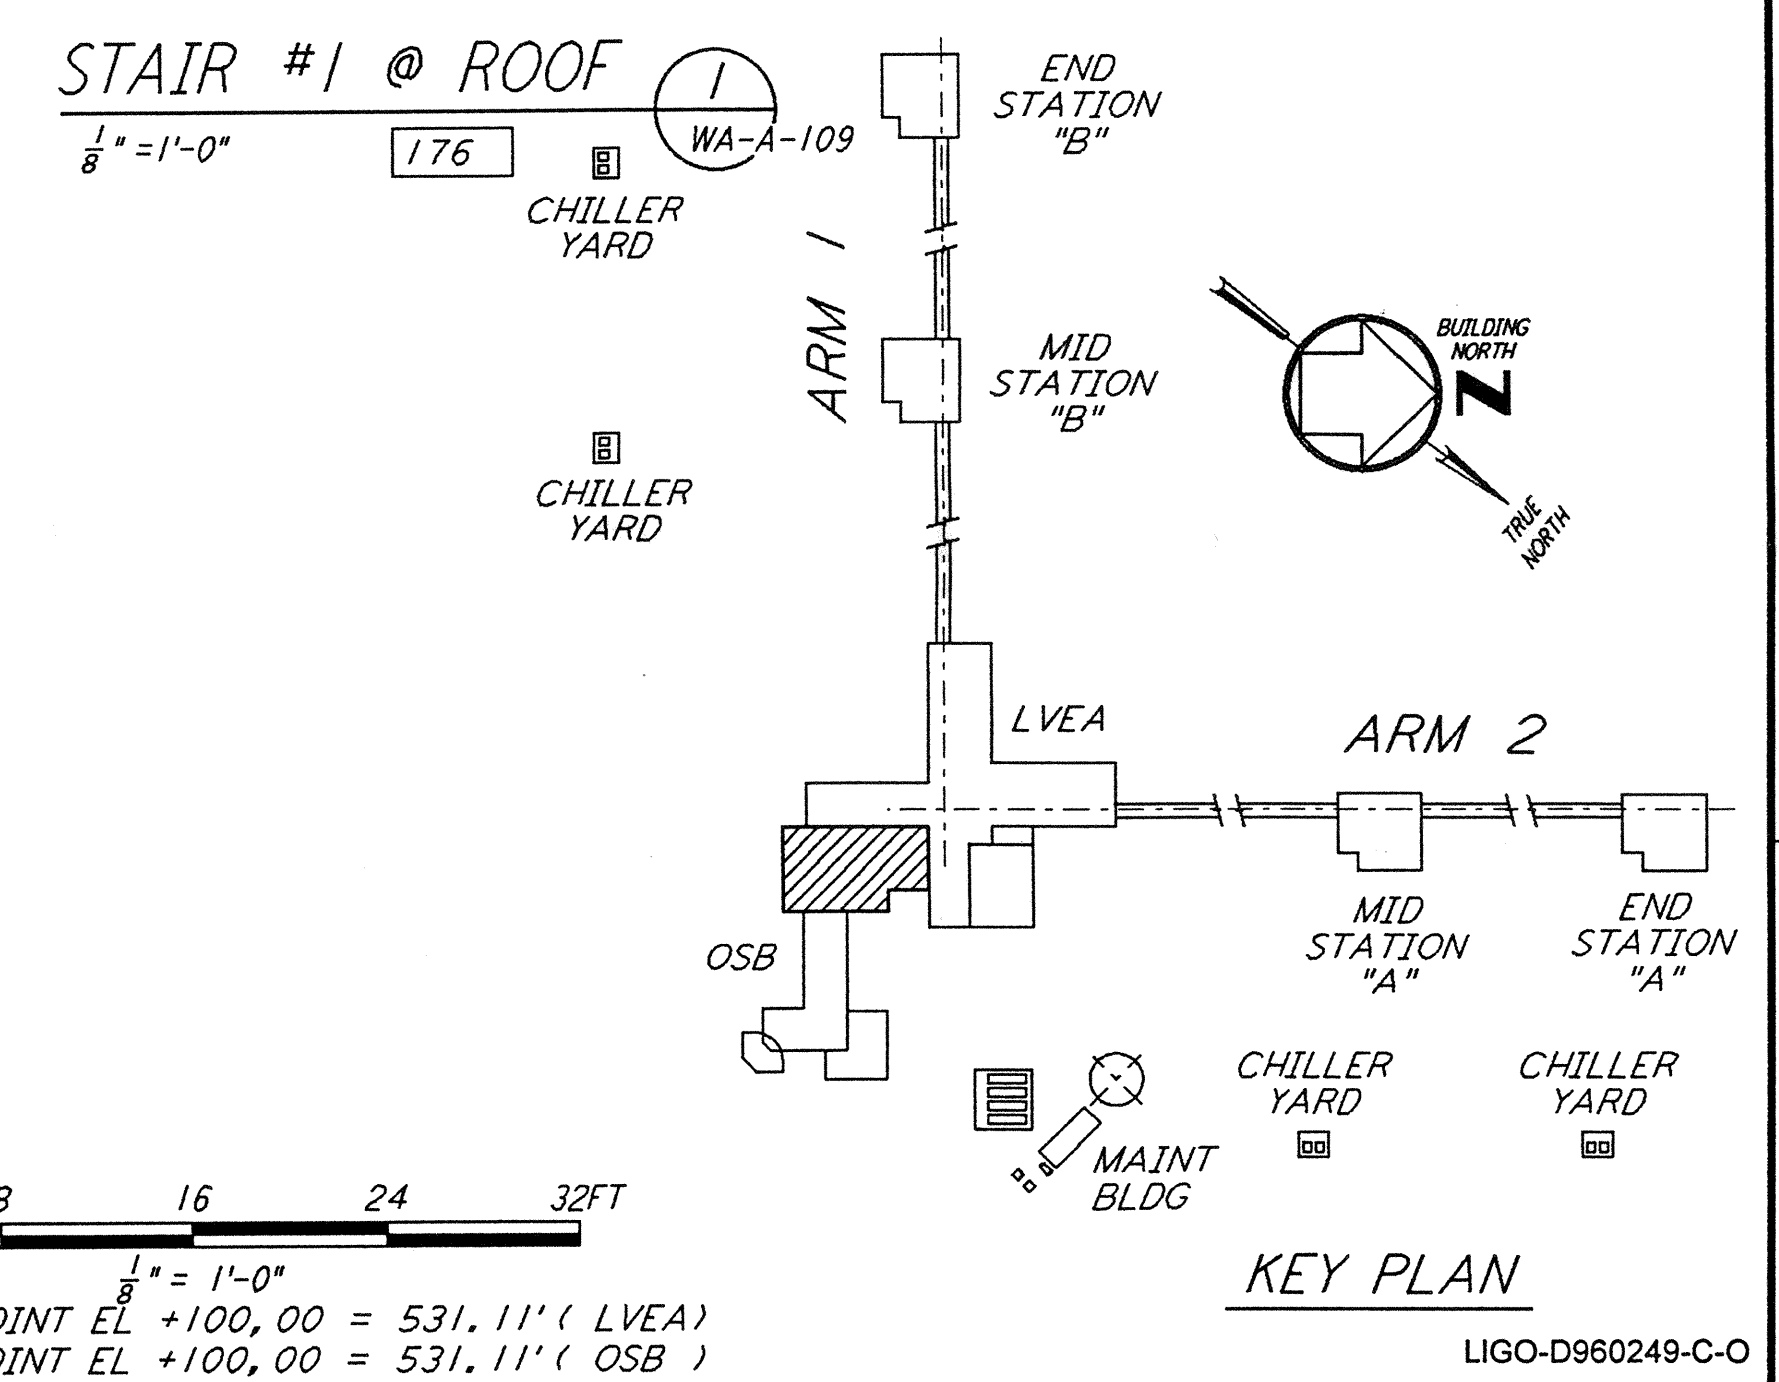 STAIR #1 @ ROOF
1
WA-A-109
1/8" =1'-0"
176
CHILLER
YARD
END
STATION
"B"
ARM 1
MID
STATION
"B"
BUILDING
NORTH
N
TRUE
NORTH
CHILLER
YARD
LVEA
ARM 2
OSB
MID
STATION
"A"
END
STATION
"A"
CHILLER
YARD
CHILLER
YARD
MAINT
BLDG
8 16 24 32FT
1/8" = 1'-0"
OINT EL +100,00 = 531.11'( LVEA)
OINT EL +100,00 = 531.11'( OSB )
KEY PLAN
LIGO-D960249-C-O